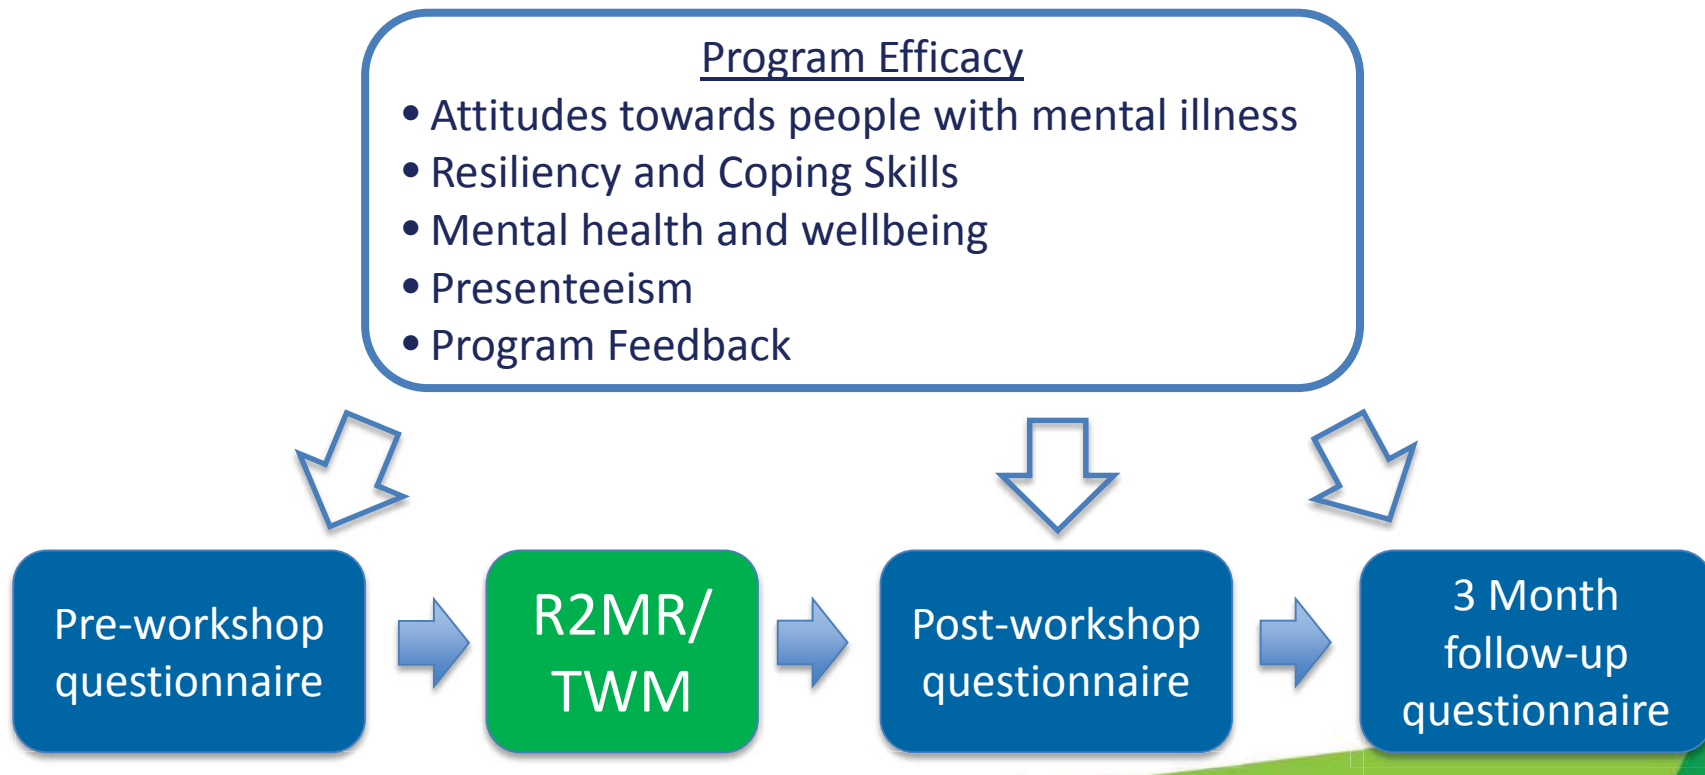 Program Efficacy
• Attitudes towards people with mental illness
• Resiliency and Coping Skills
• Mental health and wellbeing
• Presenteeism
• Program Feedback
Pre-workshop
questionnaire
R2MR/
TWM
Post-workshop
questionnaire
3 Month
follow-up
questionnaire